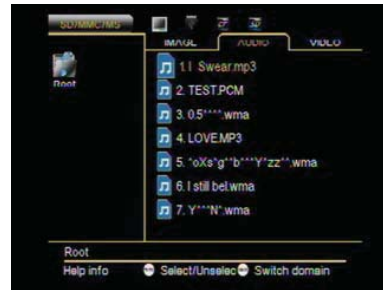 SD/MMC/MS
IMAGE AUDIO VIDEO
Root
1. I Swear.mp3
2. TEST.PCM
3. 0.5****.wma
4. LOVE.MP3
5. *oXs*g**b***Y*zz**.wma
6. I still bel.wma
7. Y***N*.wma
Root
Help info Select/Unselec Switch domain